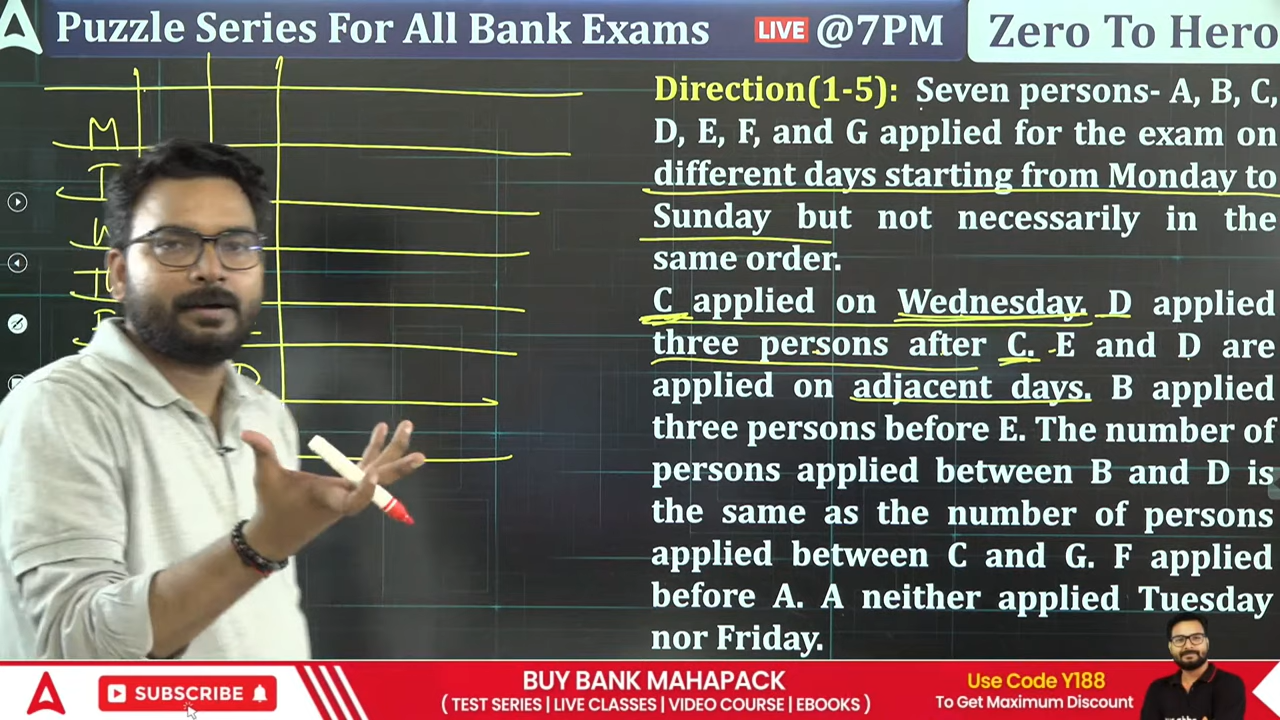 Puzzle Series For All Bank Exams
LIVE @7PM
Zero To Hero
M
T
W
D
Direction(1-5): Seven persons- A, B, C,
D, E, F, and G applied for the exam on
different days starting from Monday to
Sunday but not necessarily in the
same order.
C applied on Wednesday. D applied
three persons after C. E and D are
applied on adjacent days. B applied
three persons before E. The number of
persons applied between B and D is
the same as the number of persons
applied between C and G. F applied
before A. A neither applied Tuesday
nor Friday.
SUBSCRIBE
BUY BANK MAHAPACK
( TEST SERIES | LIVE CLASSES | VIDEO COURSE | EBOOKS )
Use Code Y188
To Get Maximum Discount